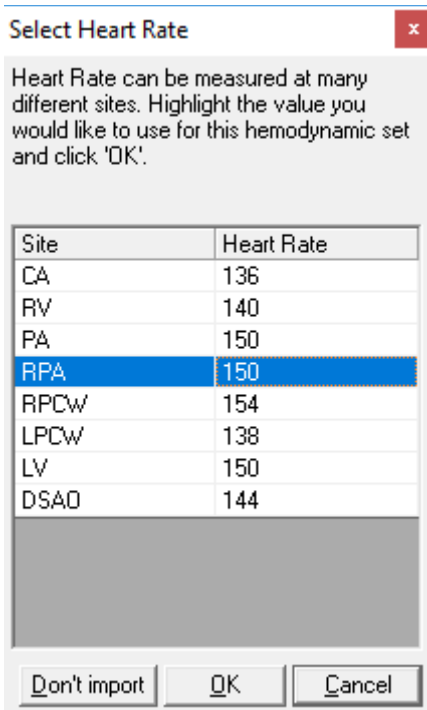 Select Heart Rate
x
Heart Rate can be measured at many
different sites. Highlight the value you
would like to use for this hemodynamic set
and click 'OK'.
Site Heart Rate
CA 136
RV 140
PA 150
RPA 150
RPCW 154
LPCW 138
LV 150
DSAO 144
Don't import OK Cancel